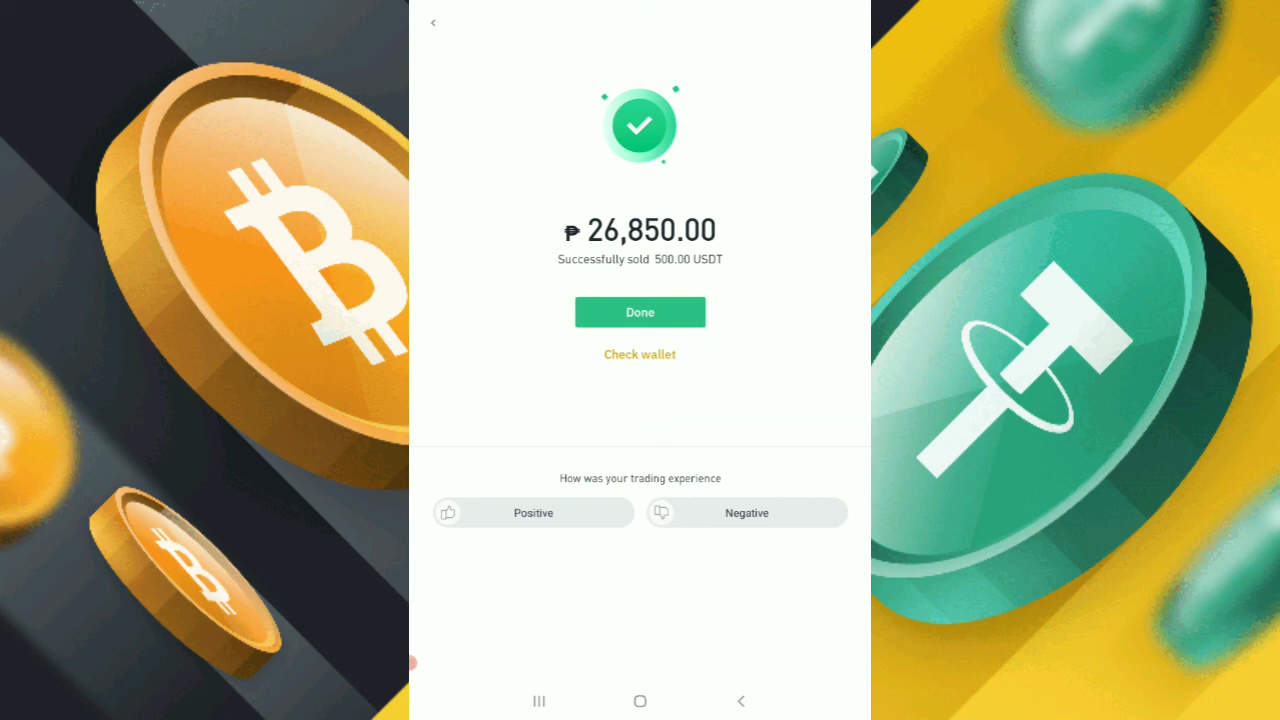 ₱ 26,850.00
Successfully sold 500.00 USDT
Done
Check wallet
How was your trading experience
Positive
Negative